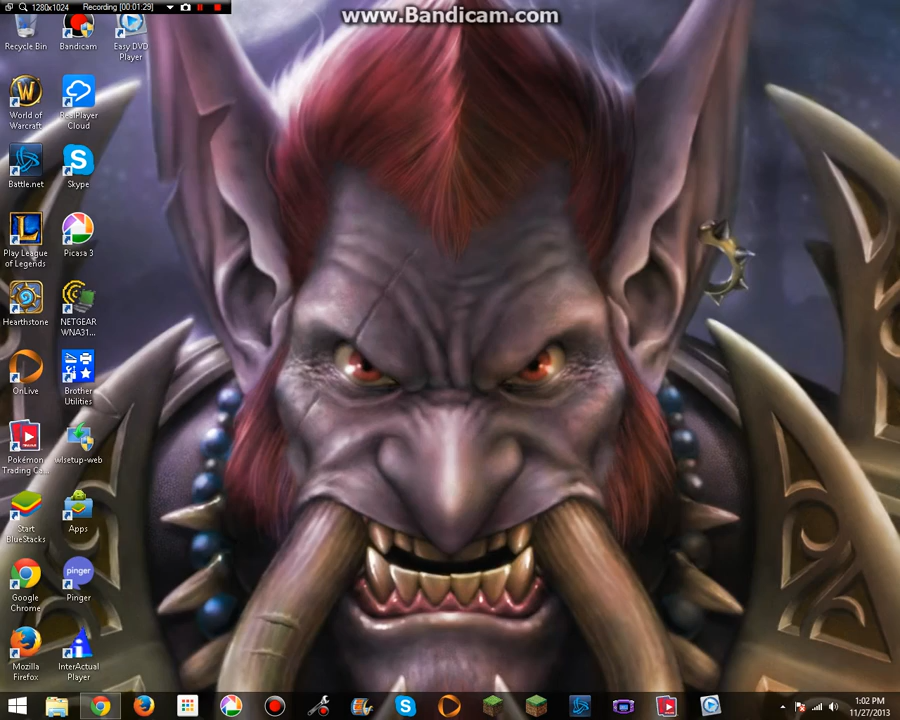 1280x1024 Recording [00:01:29]
www.Bandicam.com
Recycle Bin
Bandicam
Easy DVD
Player
World of
Warcraft
RealPlayer
Cloud
Battle.net
Skype
Play League
of Legends
Picasa 3
Hearthstone
NETGEAR
WNA31...
OnLive
Brother
Utilities
Pokémon
Trading Ca...
wlsetup-web
Start
BlueStacks
Apps
Google
Chrome
pinger
Pinger
Mozilla
Firefox
InterActual
Player
1:02 PM
11/27/2013